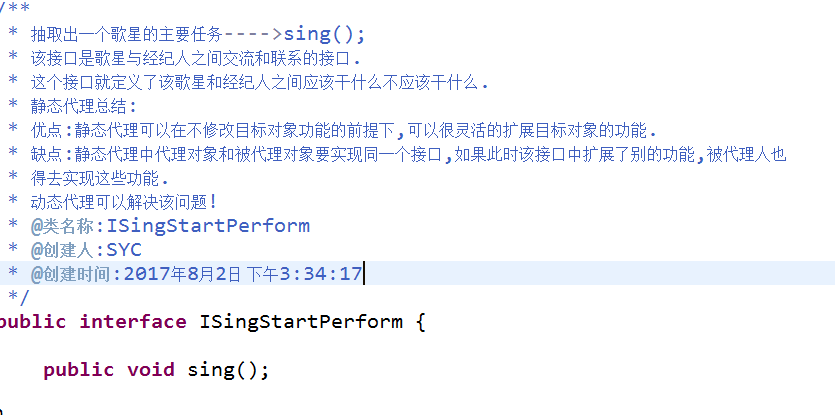 /**
* 抽取出一个歌星的主要任务---->sing();
* 该接口是歌星与经纪人之间交流和联系的接口.
* 这个接口就定义了该歌星和经纪人之间应该干什么不应该干什么.
* 静态代理总结:
* 优点:静态代理可以在不修改目标对象功能的前提下,可以很灵活的扩展目标对象的功能.
* 缺点:静态代理中代理对象和被代理对象要实现同一个接口,如果此时该接口中扩展了别的功能,被代理人也
* 得去实现这些功能.
* 动态代理可以解决该问题!
* @类名称:ISingStartPerform
* @创建人:SYC
* @创建时间:2017年8月2日 下午3:34:17
*/
public interface ISingStartPerform {
public void sing();